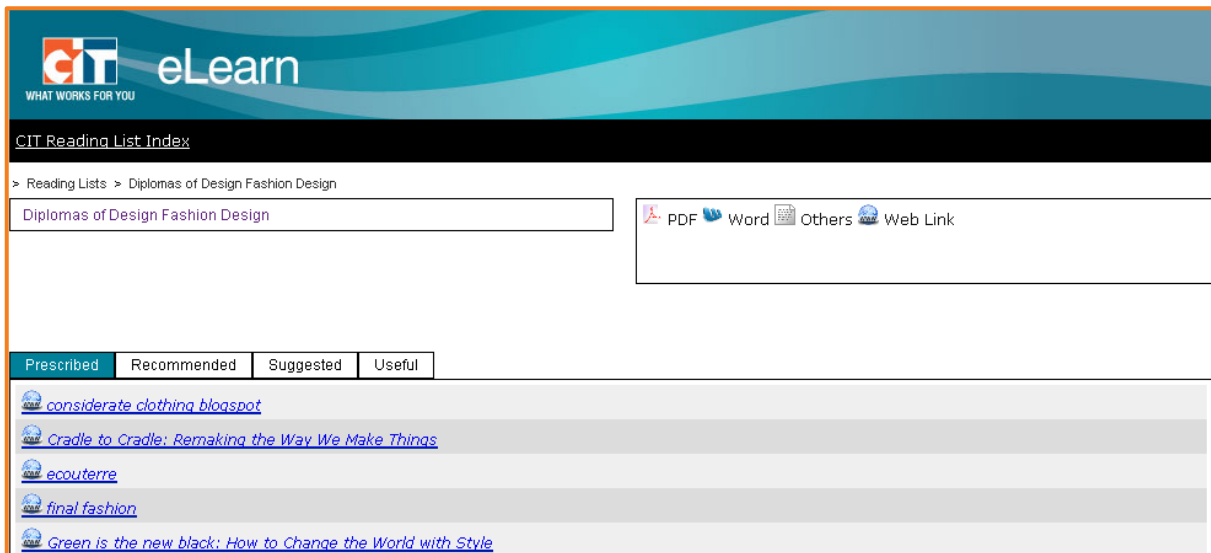 CIT eLearn
WHAT WORKS FOR YOU
CIT Reading List Index
> Reading Lists > Diplomas of Design Fashion Design
Diplomas of Design Fashion Design
PDF Word Others Web Link
Prescribed Recommended Suggested Useful
considerate clothing blogspot
Cradle to Cradle: Remaking the Way We Make Things
ecouterre
final fashion
Green is the new black: How to Change the World with Style